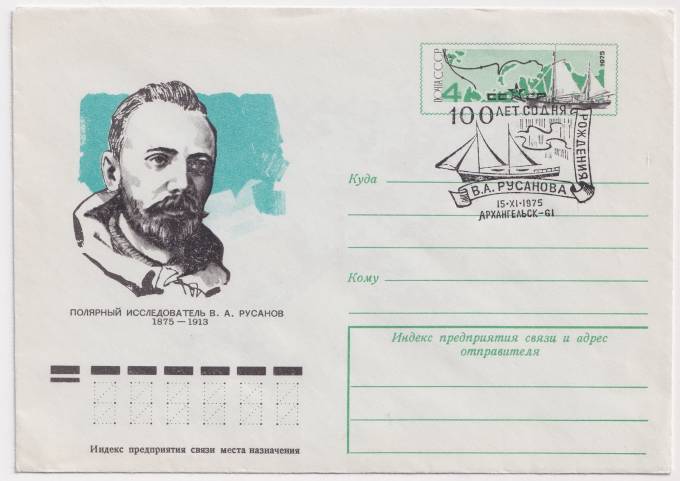 ПОЧТА СССР
4
1975
СССР
100 ЛЕТ СО ДНЯ
РОЖДЕНИЯ
В.А. РУСАНОВА
15·XI·1975
АРХАНГЕЛЬСК-61
Куда
Кому
ПОЛЯРНЫЙ ИССЛЕДОВАТЕЛЬ В. А. РУСАНОВ
1875 — 1913
Индекс предприятия связи и адрес
отправителя
Индекс предприятия связи места назначения